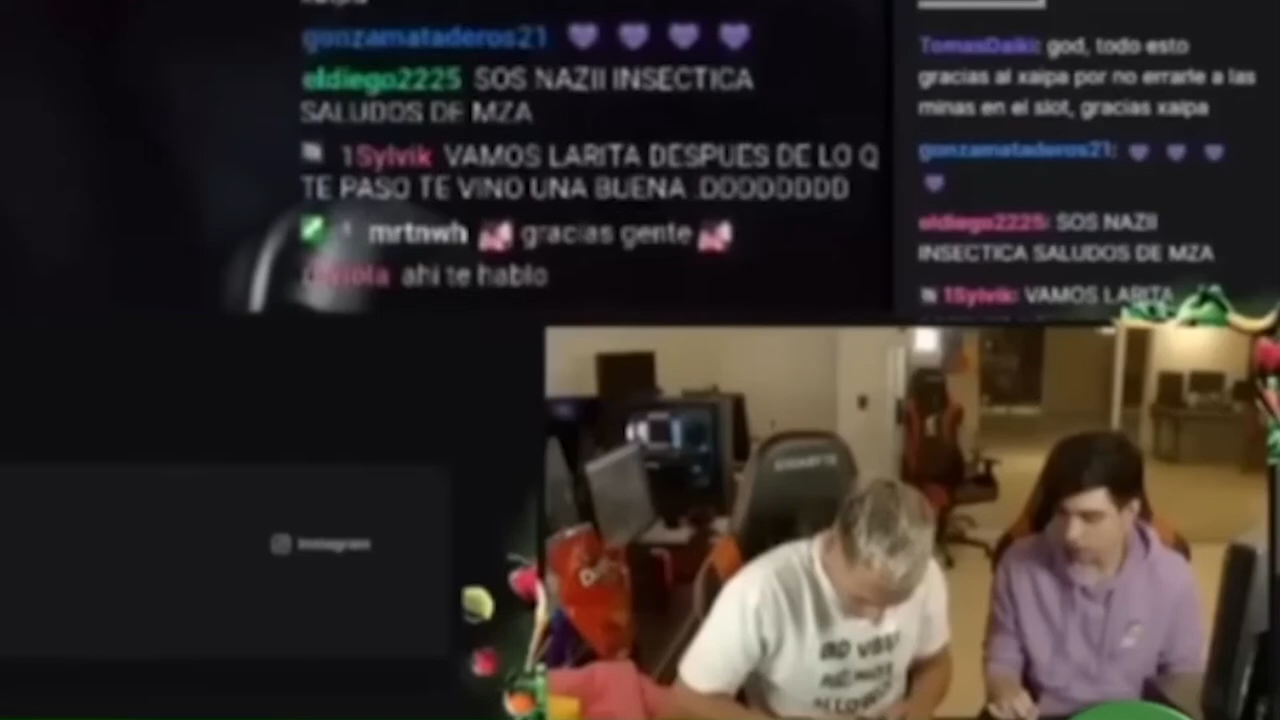 gonzamataderos21
eldiego2225 SOS NAZII INSECTICA
SALUDOS DE MZA
1Sylvik VAMOS LARITA DESPUES DE LO Q
TE PASO TE VINO UNA BUENA .DDDDDDDD
mrtnwh gracias gente
ahi te hablo
TomasDaiki: god, todo esto
gracias al xaipa por no errarle a las
minas en el slot, gracias xaipa
gonzamataderos21:
eldiego2225: SOS NAZII
INSECTICA SALUDOS DE MZA
1Sylvik: VAMOS LARITA
Instagram